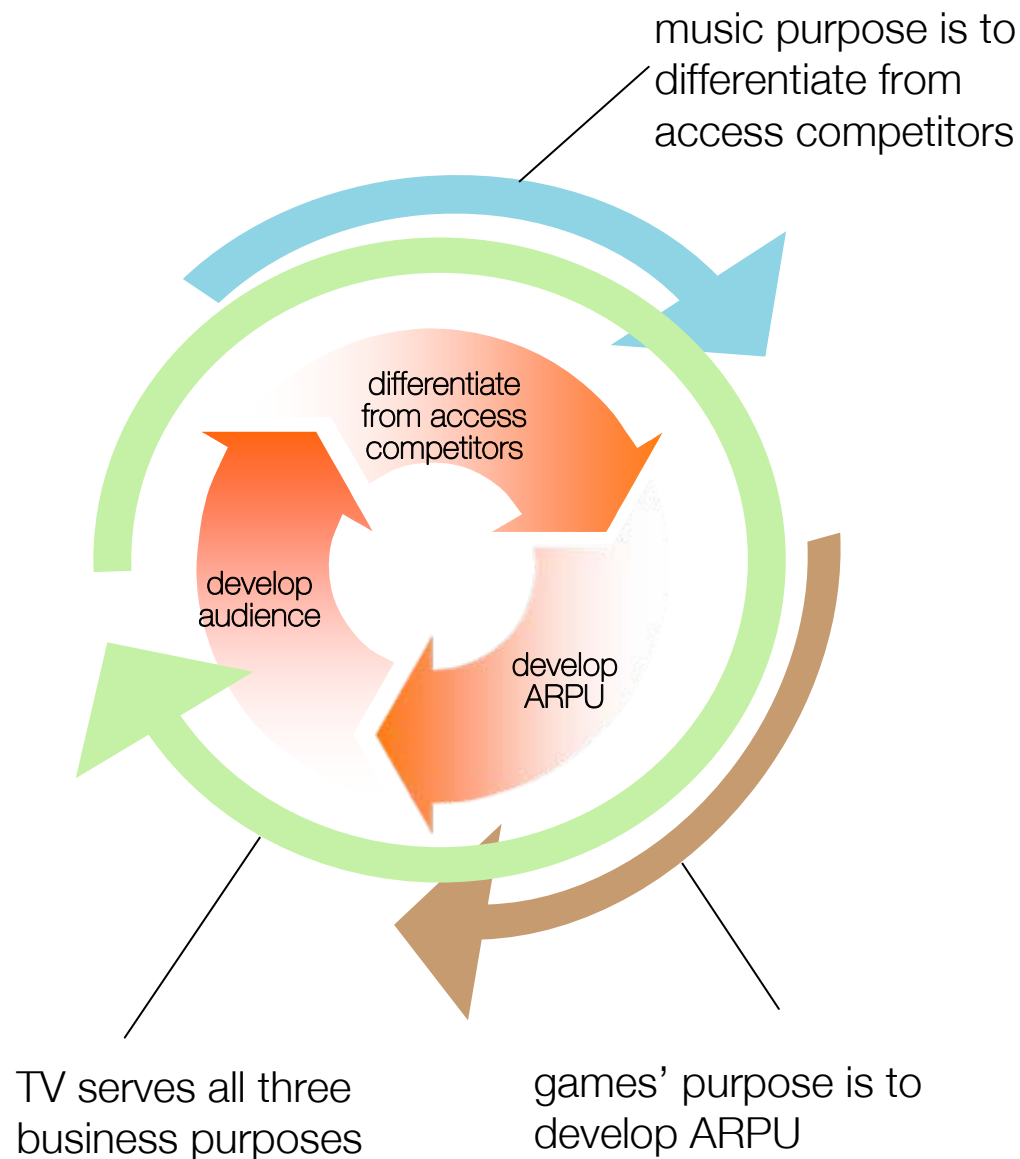 music purpose is to
differentiate from
access competitors
differentiate
from access
competitors
develop
audience
develop
ARPU
TV serves all three
business purposes
games’ purpose is to
develop ARPU